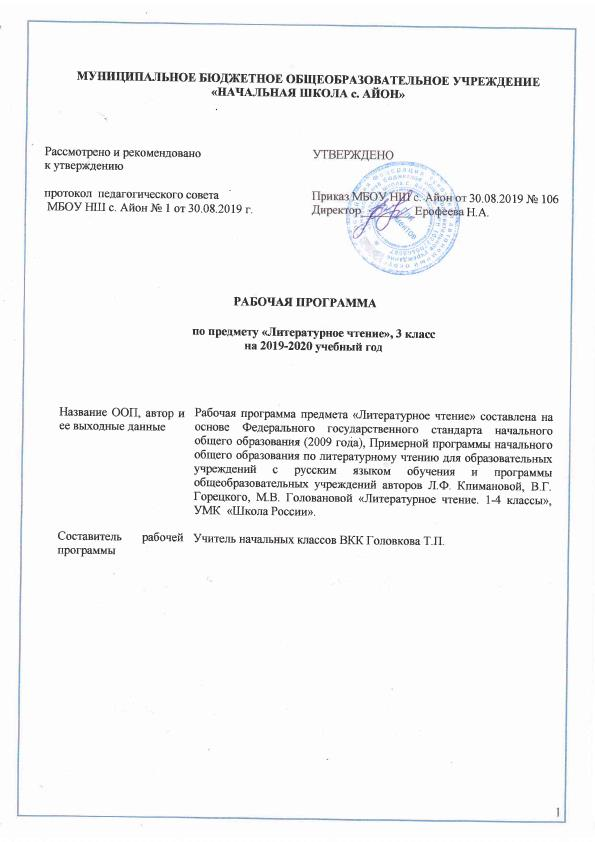 МУНИЦИПАЛЬНОЕ БЮДЖЕТНОЕ ОБЩЕОБРАЗОВАТЕЛЬНОЕ УЧРЕЖДЕНИЕ
«НАЧАЛЬНАЯ ШКОЛА с. АЙОН»
Рассмотрено и рекомендовано
к утверждению
протокол педагогического совета
МБОУ НШ с. Айон № 1 от 30.08.2019 г.
УТВЕРЖДЕНО
Приказ МБОУ НШ с. Айон от 30.08.2019 № 106
Директор Ерофеева Н.А.
РАБОЧАЯ ПРОГРАММА
по предмету «Литературное чтение», 3 класс
на 2019-2020 учебный год
Название ООП, автор и
ее выходные данные
Рабочая программа предмета «Литературное чтение» составлена на
основе Федерального государственного стандарта начального
общего образования (2009 года), Примерной программы начального
общего образования по литературному чтению для образовательных
учреждений с русским языком обучения и программы
общеобразовательных учреждений авторов Л.Ф. Кпимановой, В.Г.
Горецкого, М.В. Головановой «Литературное чтение. 1-4 классы»,
УМК «Школа России».
Составитель рабочей
программы
Учитель начальных классов ВКК Головкова Т.П.
1